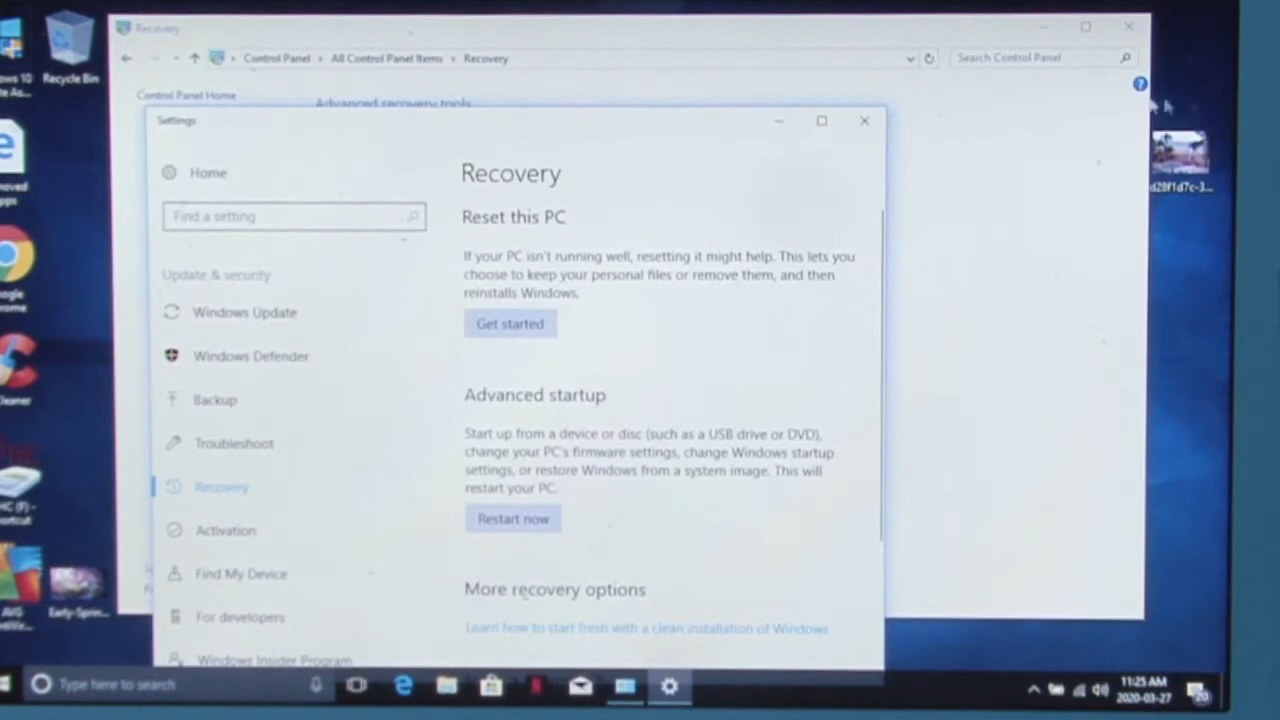 Recovery
Control Panel > All Control Panel Items > Recovery
Search Control Panel
Control Panel Home
Advanced recovery tools
Recycle Bin
Settings
Home
Find a setting
Update & security
Windows Update
Windows Defender
Backup
Troubleshoot
Recovery
Activation
Find My Device
For developers
Windows Insider Program
Recovery
Reset this PC
If your PC isn't running well, resetting it might help. This lets you
choose to keep your personal files or remove them, and then
reinstalls Windows.
Get started
Advanced startup
Start up from a device or disc (such as a USB drive or DVD),
change your PC's firmware settings, change Windows startup
settings, or restore Windows from a system image. This will
restart your PC.
Restart now
More recovery options
Learn how to start fresh with a clean installation of Windows
d28f1d7c-3...
AVG
Early-Sprin...
Type here to search
11:25 AM
2020-03-27
20